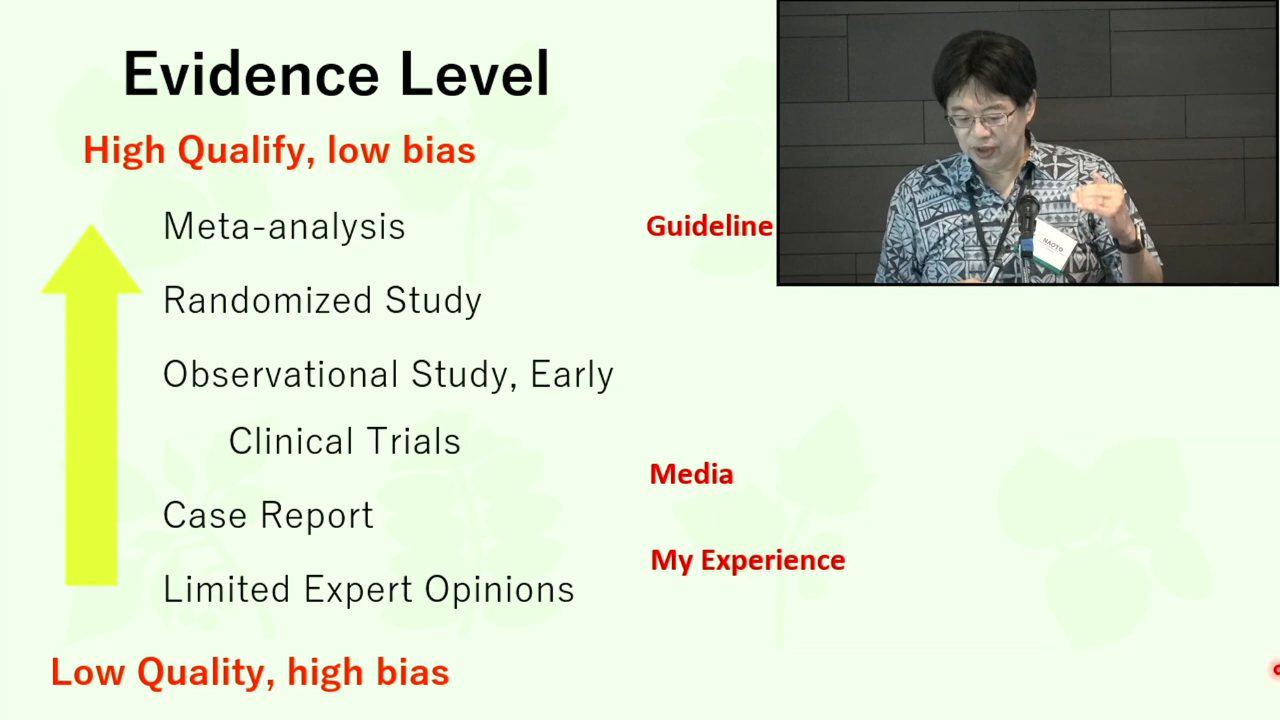 Evidence Level
High Qualify, low bias
Meta-analysis
Guideline
Randomized Study
Observational Study, Early
Clinical Trials
Media
Case Report
My Experience
Limited Expert Opinions
Low Quality, high bias
NAOTO